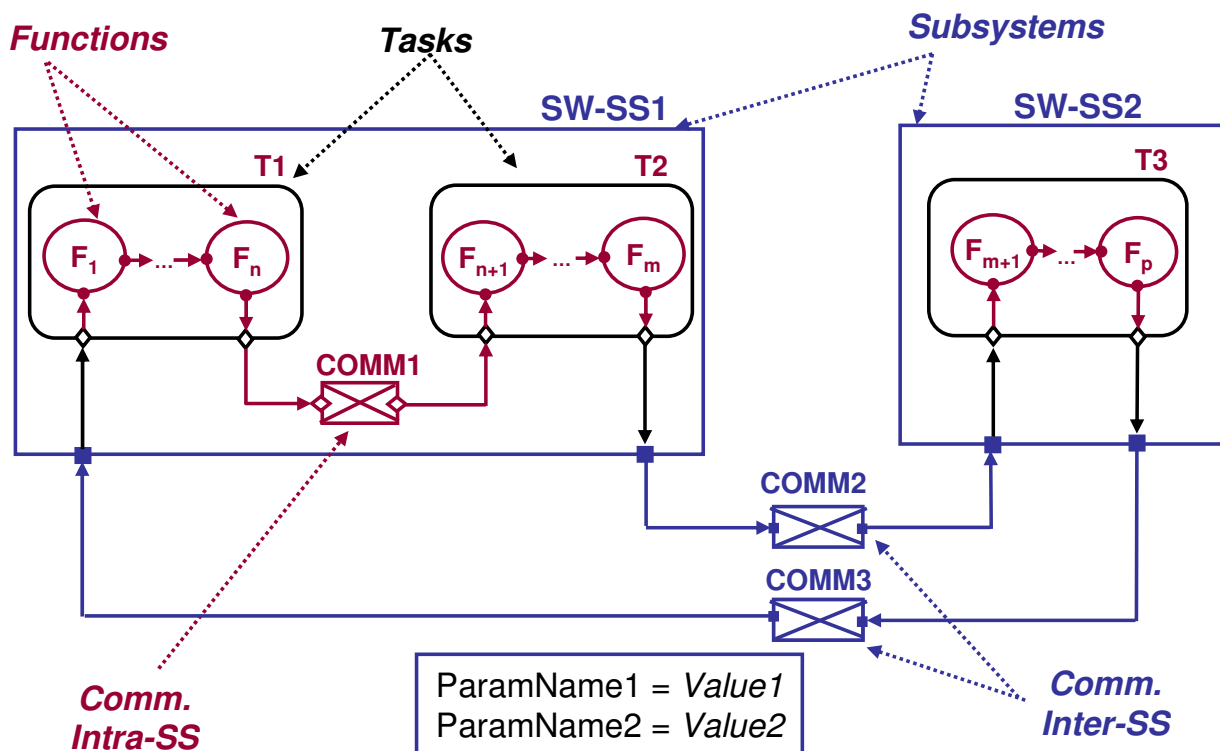 Functions
Tasks
Subsystems
SW-SS1
SW-SS2
T1
T2
T3
F1
...
Fn
Fn+1
...
Fm
Fm+1
...
Fp
COMM1
COMM2
COMM3
Comm.
Intra-SS
ParamName1 = Value1
ParamName2 = Value2
Comm.
Inter-SS